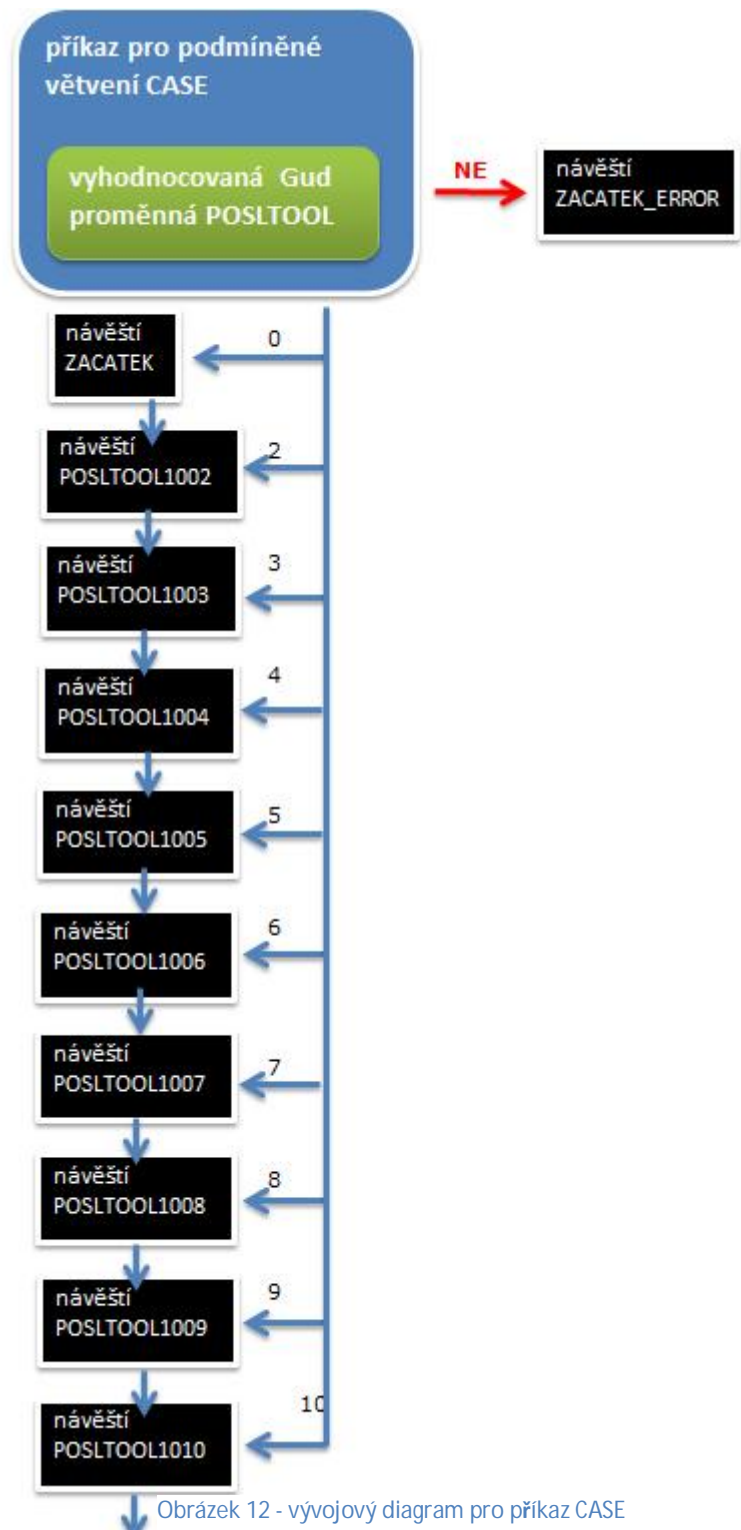 příkaz pro podmíněné
větvení CASE
vyhodnocovaná Gud
proměnná POSLTOOL
NE
návěští
ZACATEK_ERROR
návěští
ZACATEK
0
návěští
POSLTOOL1002
2
návěští
POSLTOOL1003
3
návěští
POSLTOOL1004
4
návěští
POSLTOOL1005
5
návěští
POSLTOOL1006
6
návěští
POSLTOOL1007
7
návěští
POSLTOOL1008
8
návěští
POSLTOOL1009
9
návěští
POSLTOOL1010
10
Obrázek 12 - vývojový diagram pro příkaz CASE